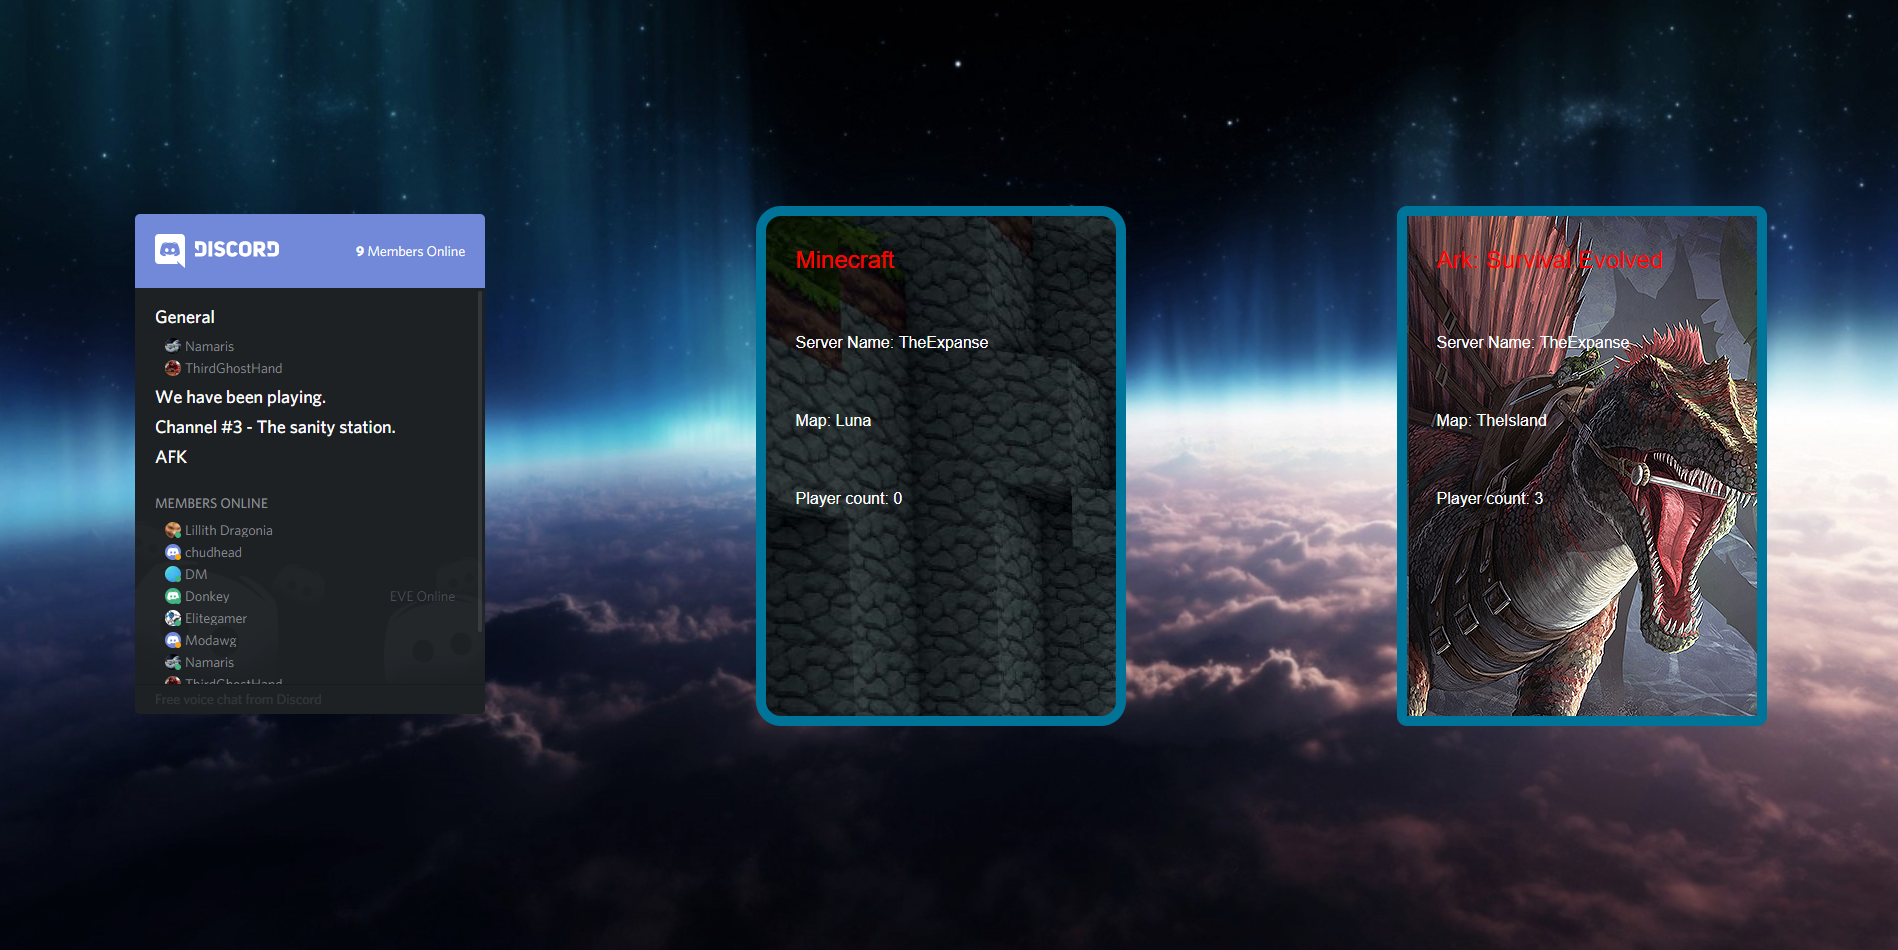 DISCORD
9 Members Online
General
Namaris
ThirdGhostHand
We have been playing.
Channel #3 - The sanity station.
AFK
MEMBERS ONLINE
Lillith Dragonia
chudhead
DM
Donkey EVE Online
Elitegamer
Modawg
Namaris
ThirdGhostHand
Free voice chat from Discord
Minecraft
Server Name: TheExpanse
Map: Luna
Player count: 0
Ark: Survival Evolved
Server Name: TheExpanse
Map: TheIsland
Player count: 3